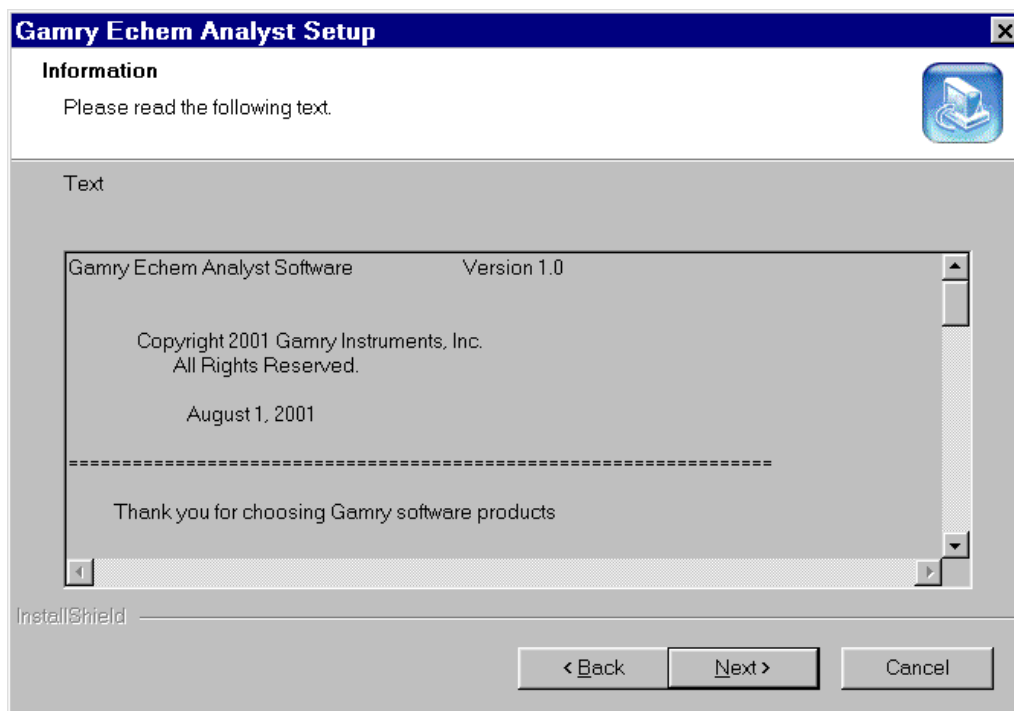 Gamry Echem Analyst Setup
Information
Please read the following text.
Text
Gamry Echem Analyst Software Version 1.0
Copyright 2001 Gamry Instruments, Inc.
All Rights Reserved.
August 1, 2001
==================================================================
Thank you for choosing Gamry software products
InstallShield
< Back Next > Cancel